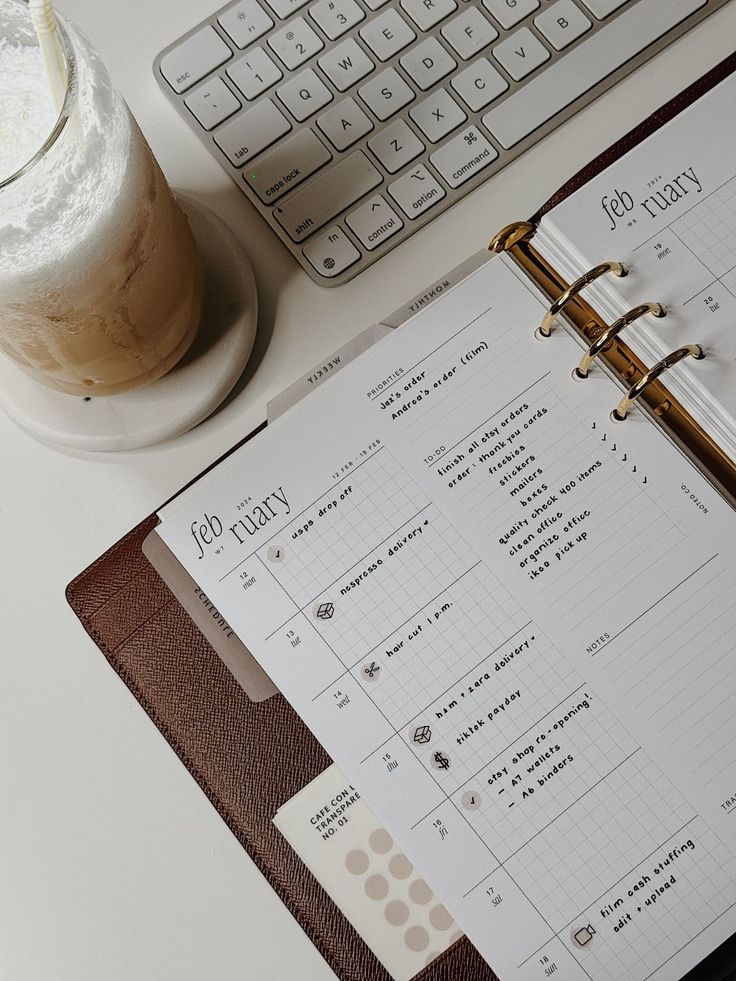 esc
! 1
@ 2
# 3
tab
Q W E R
caps lock
A S D F
shift
Z X C V B
fn
control
option
⌘ command
MONTHLY
WEEKLY
SCHEDULE
feb 2024
w7 ruary
12 FEB - 18 FEB
12 mon
usps drop off
13 tue
nespresso delivery
14 wed
hair cut 1 p.m.
15 thu
h&m + zara delivery
tiktok payday
16 fri
etsy shop re-opening!
- A7 wallets
- A6 binders
17 sat
18 sun
film cash stuffing
edit + upload
PRIORITIES
Jaz's order
Andrea's order (film)
TO-DO
finish all etsy orders
order: thank you cards
freebies
stickers
mailers
boxes
quality check 400 items
clean office
organize office
ikea pick up
NOTES
NOTED CO.
TRA
feb 2024
w8 ruary
19 mon
20 tue
CAFE CON L
TRANSPARE
NO. 01